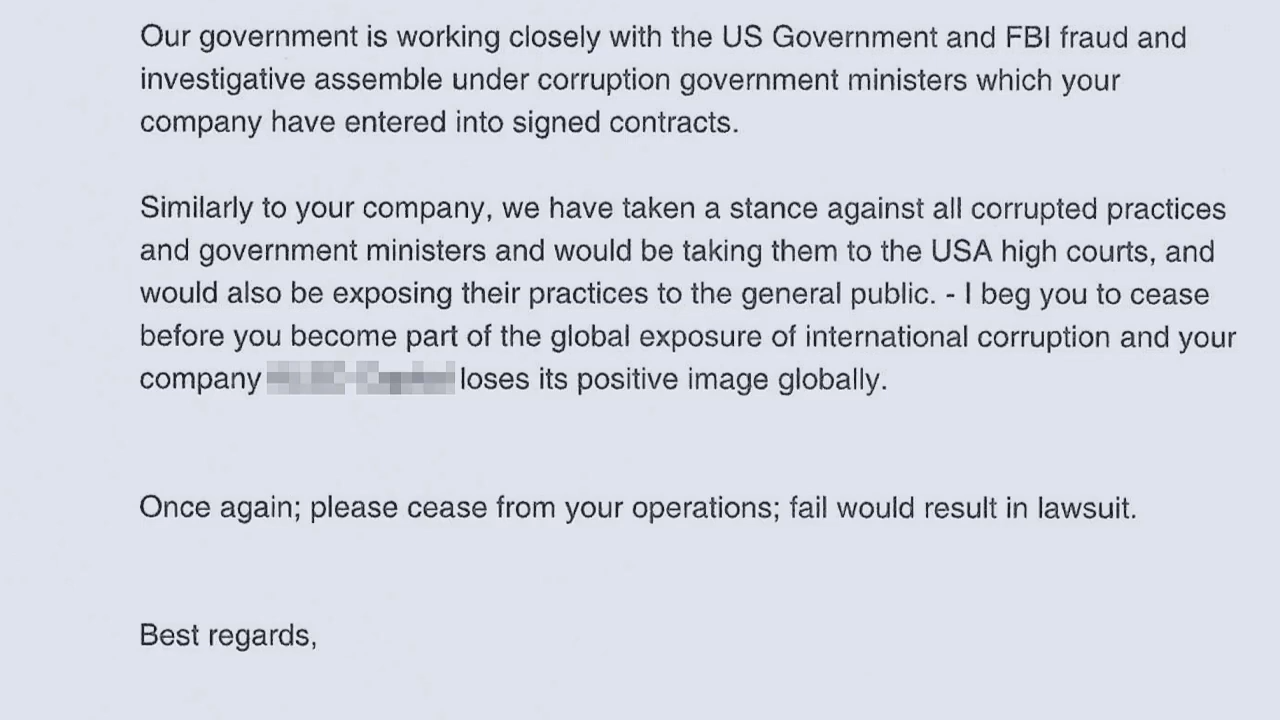 Our government is working closely with the US Government and FBI fraud and
investigative assemble under corruption government ministers which your
company have entered into signed contracts.
Similarly to your company, we have taken a stance against all corrupted practices
and government ministers and would be taking them to the USA high courts, and
would also be exposing their practices to the general public. - I beg you to cease
before you become part of the global exposure of international corruption and your
company loses its positive image globally.
Once again; please cease from your operations; fail would result in lawsuit.
Best regards,